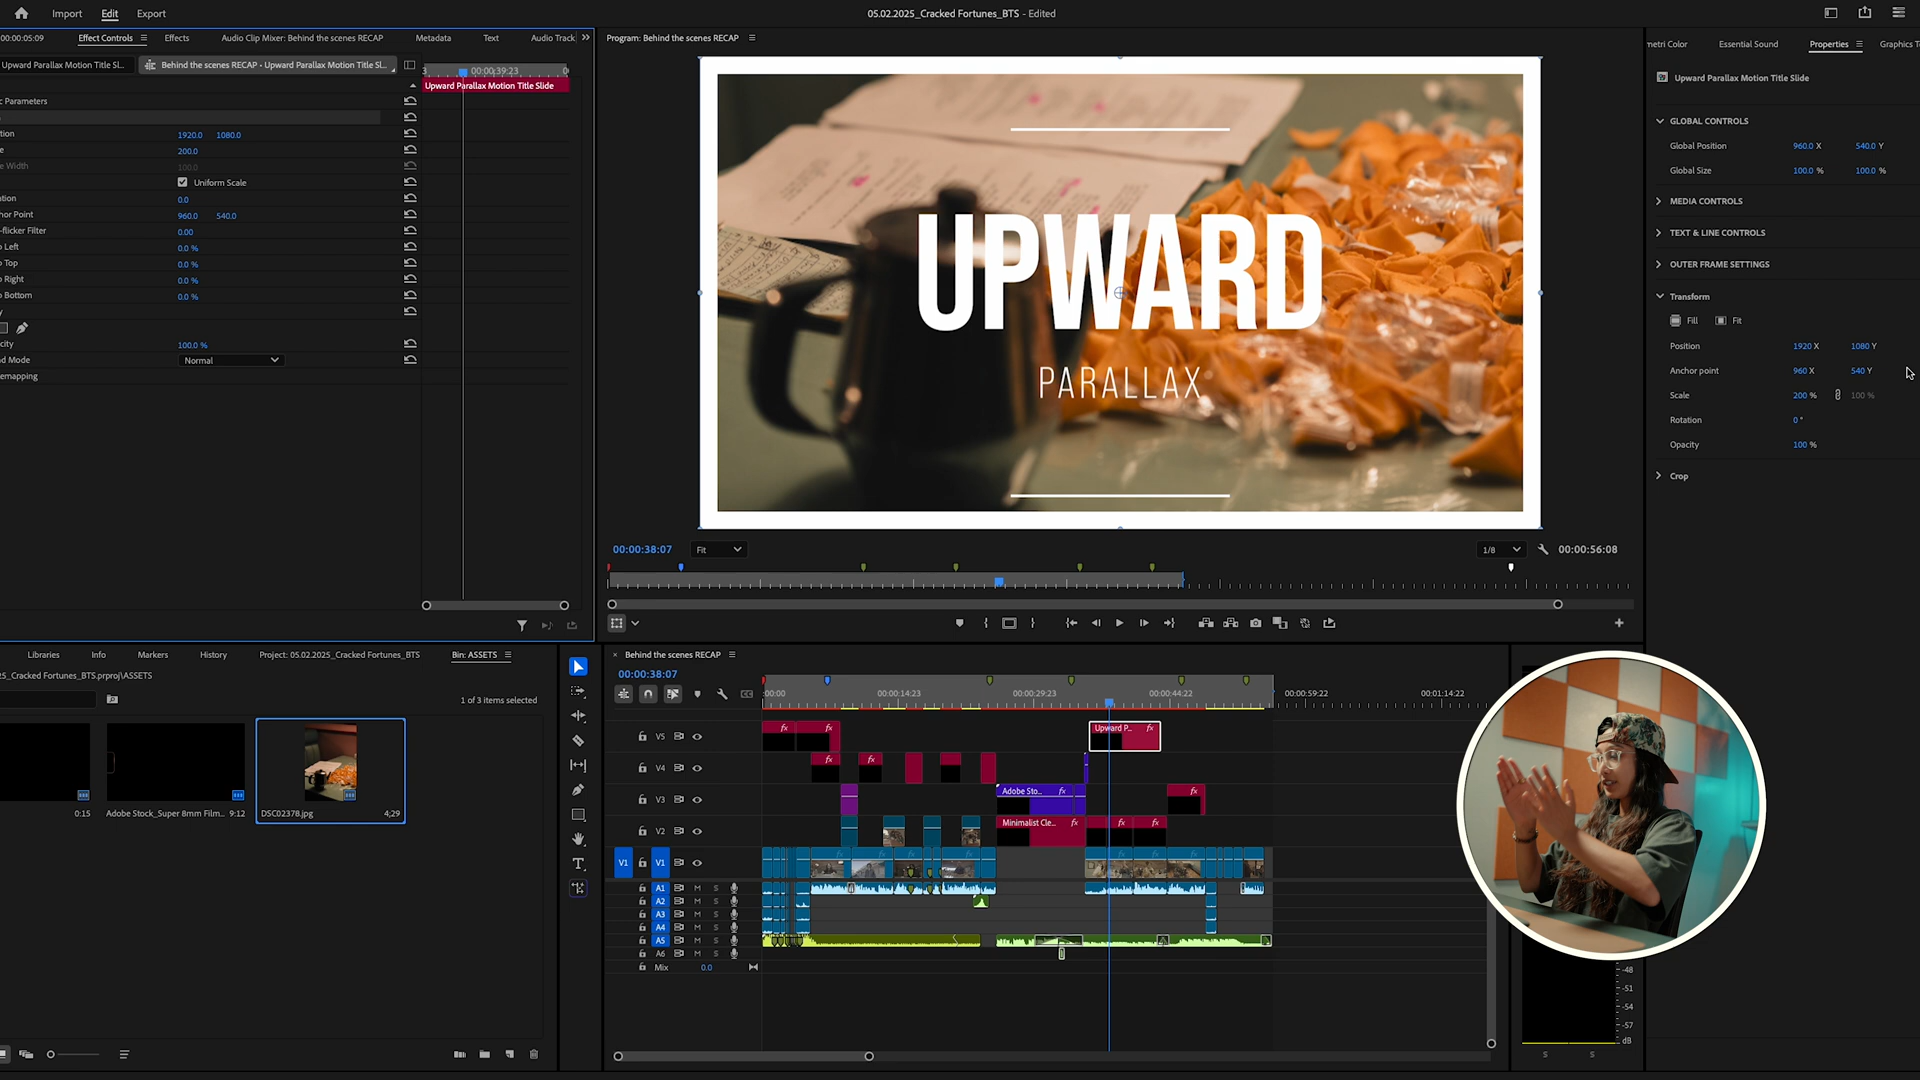 Import
Edit
Export
05.02.2025_Cracked Fortunes_BTS - Edited
00:00:05:09
Effect Controls
Effects
Audio Clip Mixer: Behind the scenes RECAP
Metadata
Text
Audio Track
Upward Parallax Motion Title Sl...
Behind the scenes RECAP • Upward Parallax Motion Title Sl...
00:00:39:23
Upward Parallax Motion Title Slide
c Parameters
tion
1920.0 1080.0
e
200.0
e Width
100.0
Uniform Scale
tion
0.0
hor Point
960.0 540.0
-flicker Filter
0.00
o Left
0.0 %
o Top
0.0 %
o Right
0.0 %
o Bottom
0.0 %
y
city
100.0 %
nd Mode
Normal
emapping
Program: Behind the scenes RECAP
UPWARD
PARALLAX
00:00:38:07
Fit
1/8
00:00:56:08
metri Color
Essential Sound
Properties
Graphics T
Upward Parallax Motion Title Slide
GLOBAL CONTROLS
Global Position
960.0 X
540.0 Y
Global Size
100.0 %
100.0 %
MEDIA CONTROLS
TEXT & LINE CONTROLS
OUTER FRAME SETTINGS
Transform
Fill
Fit
Position
1920 X
1080 Y
Anchor point
960 X
540 Y
Scale
200 %
100 %
Rotation
0 °
Opacity
100 %
Crop
Libraries
Info
Markers
History
Project: 05.02.2025_Cracked Fortunes_BTS
Bin: ASSETS
5_Cracked Fortunes_BTS.prproj\ASSETS
1 of 3 items selected
0:15
Adobe Stock_Super 8mm Film...
9:12
DSC02378.jpg
4;29
Behind the scenes RECAP
00:00:38:07
:00:00
00:00:14:23
00:00:29:23
00:00:44:22
00:00:59:22
00:01:14:22
V5
fx
fx
Upward P...
V4
fx
fx
V3
Adobe Sto...
fx
fx
V2
Minimalist Cle...
fx
fx
fx
V1
V1
A1
M
S
A2
M
S
A3
M
S
A4
M
S
A5
M
S
A6
M
S
Mix
0.0
-48
-51
-54
-57
dB
S
S